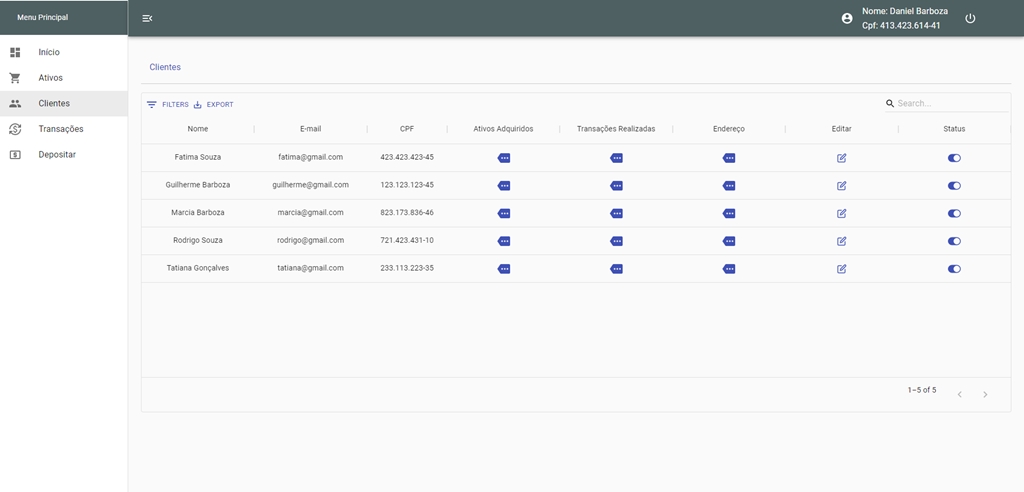 Menu Principal
Nome: Daniel Barboza
Cpf: 413.423.614-41
Início
Ativos
Clientes
Transações
Depositar
Clientes
FILTERS EXPORT Search...
Nome E-mail CPF Ativos Adquiridos Transações Realizadas Endereço Editar Status
Fatima Souza fatima@gmail.com 423.423.423-45
Guilherme Barboza guilherme@gmail.com 123.123.123-45
Marcia Barboza marcia@gmail.com 823.173.836-46
Rodrigo Souza rodrigo@gmail.com 721.423.431-10
Tatiana Gonçalves tatiana@gmail.com 233.113.223-35
1–5 of 5